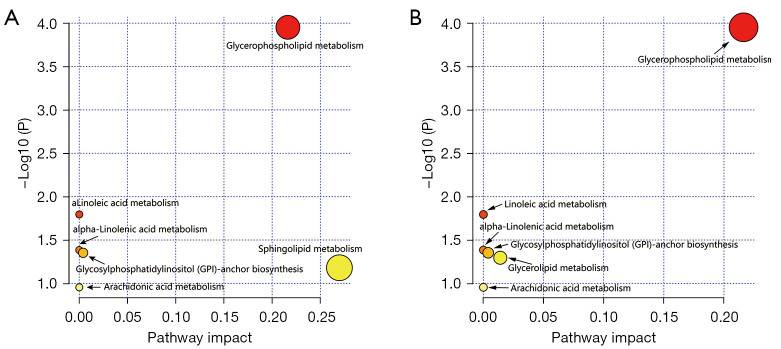 A
4.0
3.5
3.0
2.5
2.0
1.5
1.0
−Log10 (P)
Glycerophospholipid metabolism
aLinoleic acid metabolism
alpha-Linolenic acid metabolism
Sphingolipid metabolism
Glycosylphosphatidylinositol (GPI)-anchor biosynthesis
Arachidonic acid metabolism
0.00 0.05 0.10 0.15 0.20 0.25
Pathway impact
B
4.0
3.5
3.0
2.5
2.0
1.5
1.0
−Log10 (P)
Glycerophospholipid metabolism
Linoleic acid metabolism
alpha-Linolenic acid metabolism
Glycosylphosphatidylinositol (GPI)-anchor biosynthesis
Glycerolipid metabolism
Arachidonic acid metabolism
0.00 0.05 0.10 0.15 0.20
Pathway impact